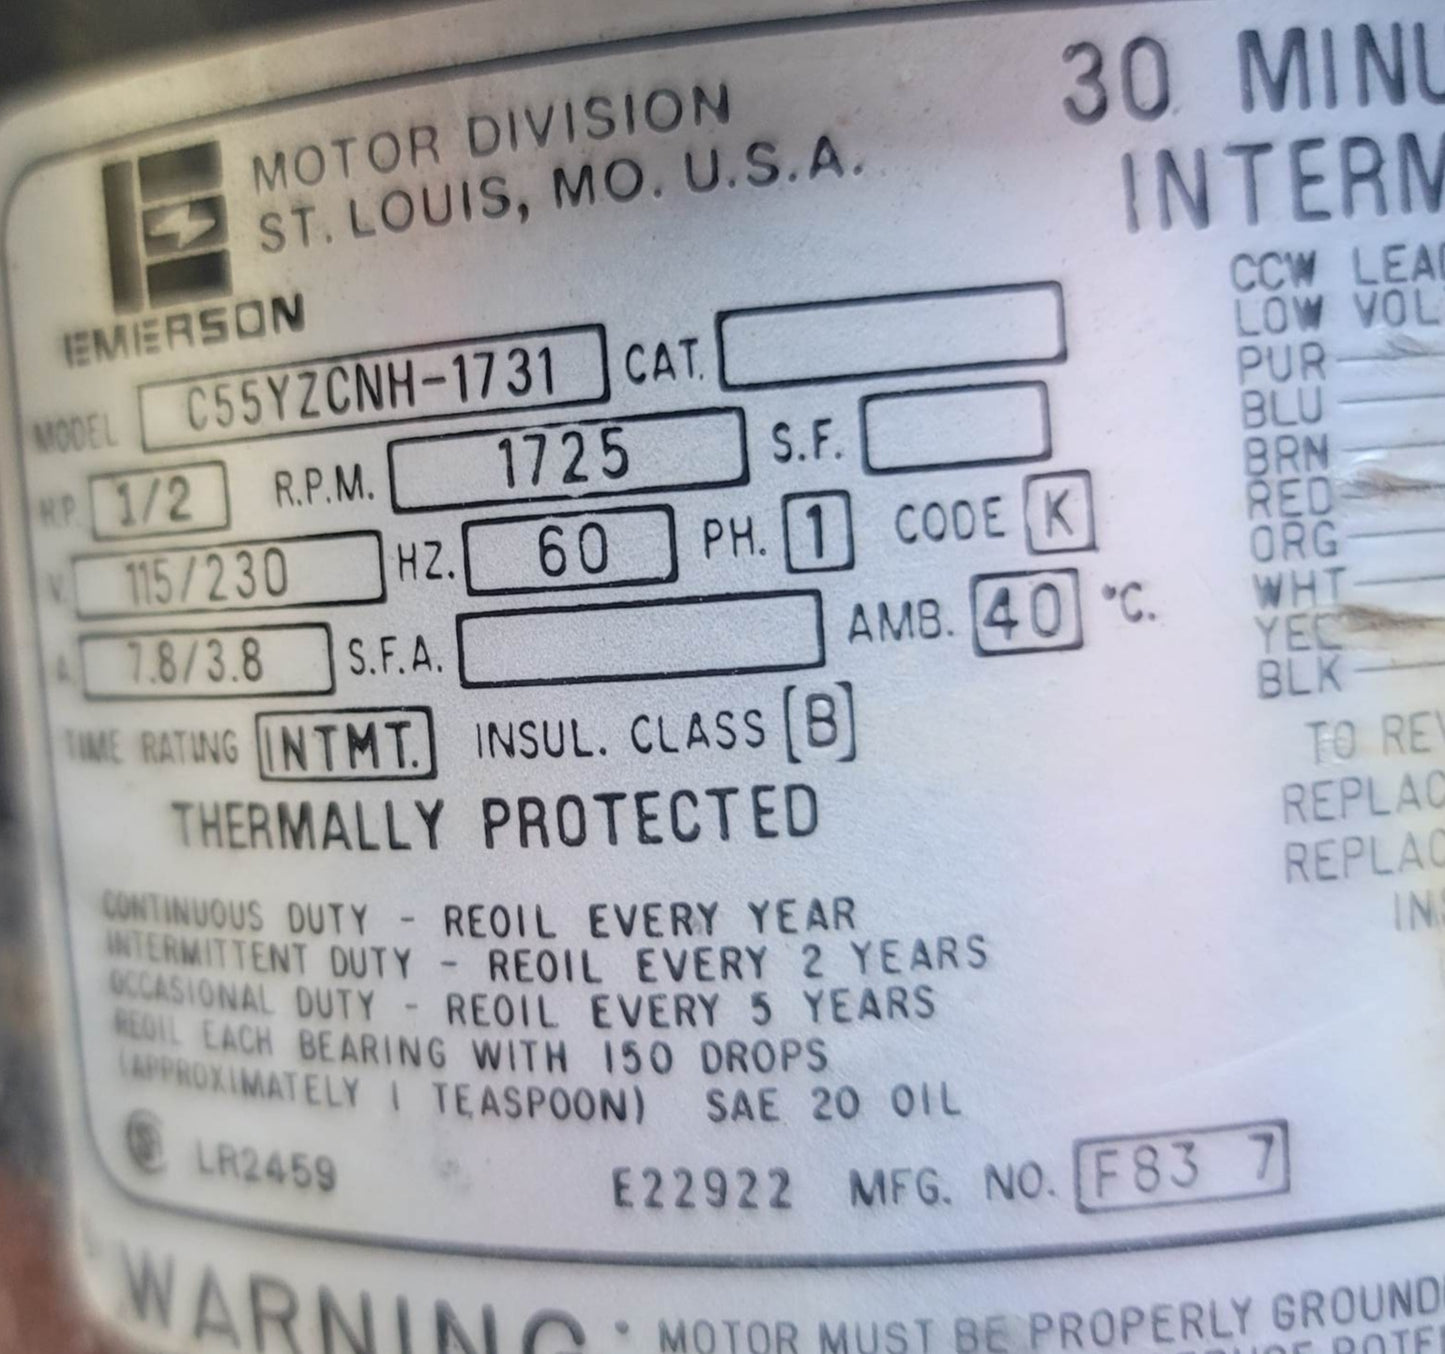 MOTOR DIVISION
ST. LOUIS, MO. U.S.A.
EMERSON
MODEL C55YZCNH-1731 CAT.
H.P. 1/2 R.P.M. 1725 S.F.
V. 115/230 HZ. 60 PH. 1 CODE K
A. 7.8/3.8 S.F.A. AMB. 40 °C.
TIME RATING INTMT. INSUL. CLASS B
THERMALLY PROTECTED
CONTINUOUS DUTY - REOIL EVERY YEAR
INTERMITTENT DUTY - REOIL EVERY 2 YEARS
OCCASIONAL DUTY - REOIL EVERY 5 YEARS
REOIL EACH BEARING WITH 150 DROPS
(APPROXIMATELY 1 TEASPOON) SAE 20 OIL
LR2459 E22922 MFG. NO. F83 7
30 MINU
INTERM
CCW LEA
LOW VOL
PUR
BLU
BRN
RED
ORG
WHT
YEL
BLK
TO REV
REPLAC
REPLAC
IN
WARNING • MOTOR MUST BE PROPERLY GROUND